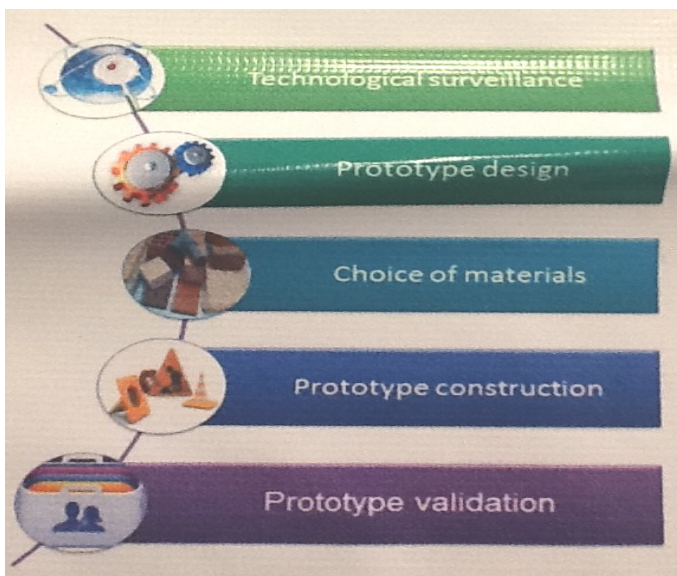 Technological surveillance
Prototype design
Choice of materials
Prototype construction
Prototype validation